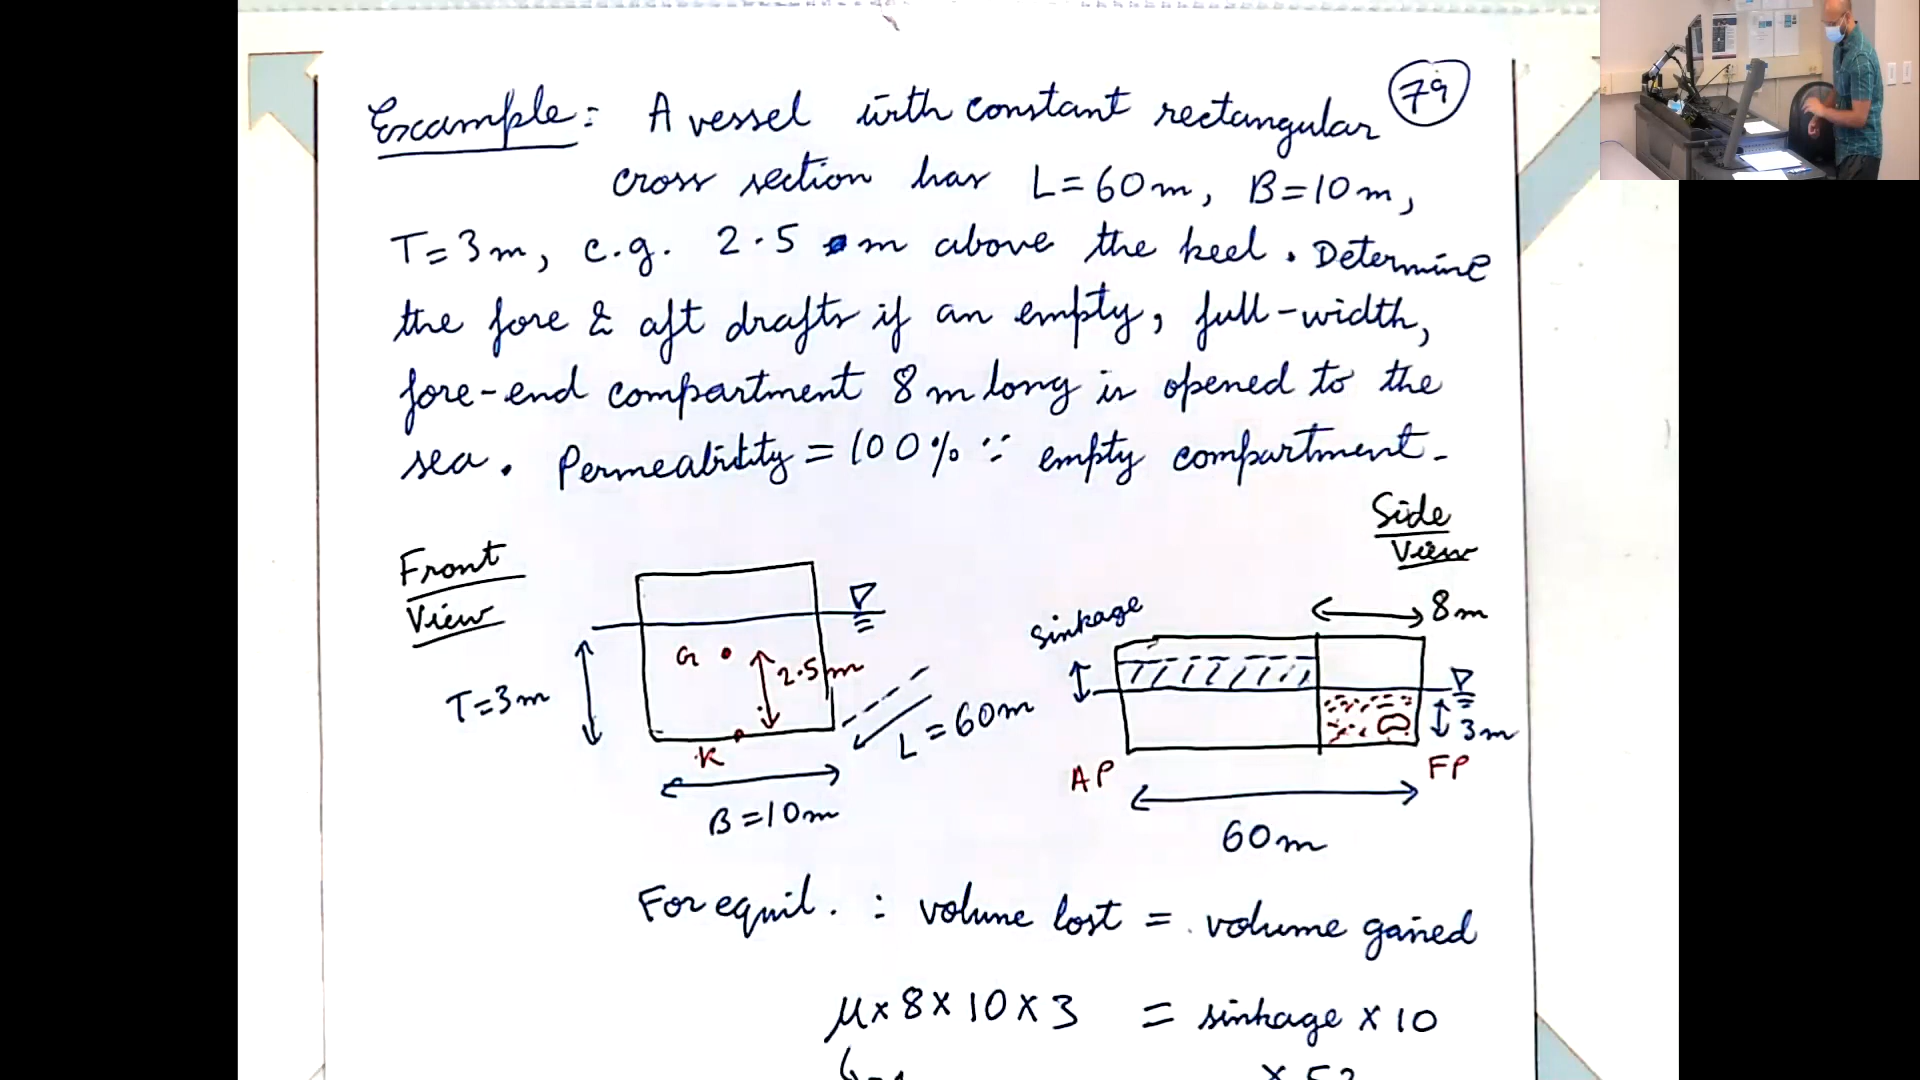 79
Example: A vessel with constant rectangular
cross section has L=60m, B=10m,
T=3m, c.g. 2.5 m above the keel. Determine
the fore & aft drafts if an empty, full-width,
fore-end compartment 8m long is opened to the
sea. Permeability = 100% ∵ empty compartment.
Front
View
G
2.5m
T=3m
K
B=10m
L=60m
Side
View
8m
Sinkage
3m
AP
FP
60m
For equil. : volume lost = volume gained
μ×8×10×3 = sinkage × 10